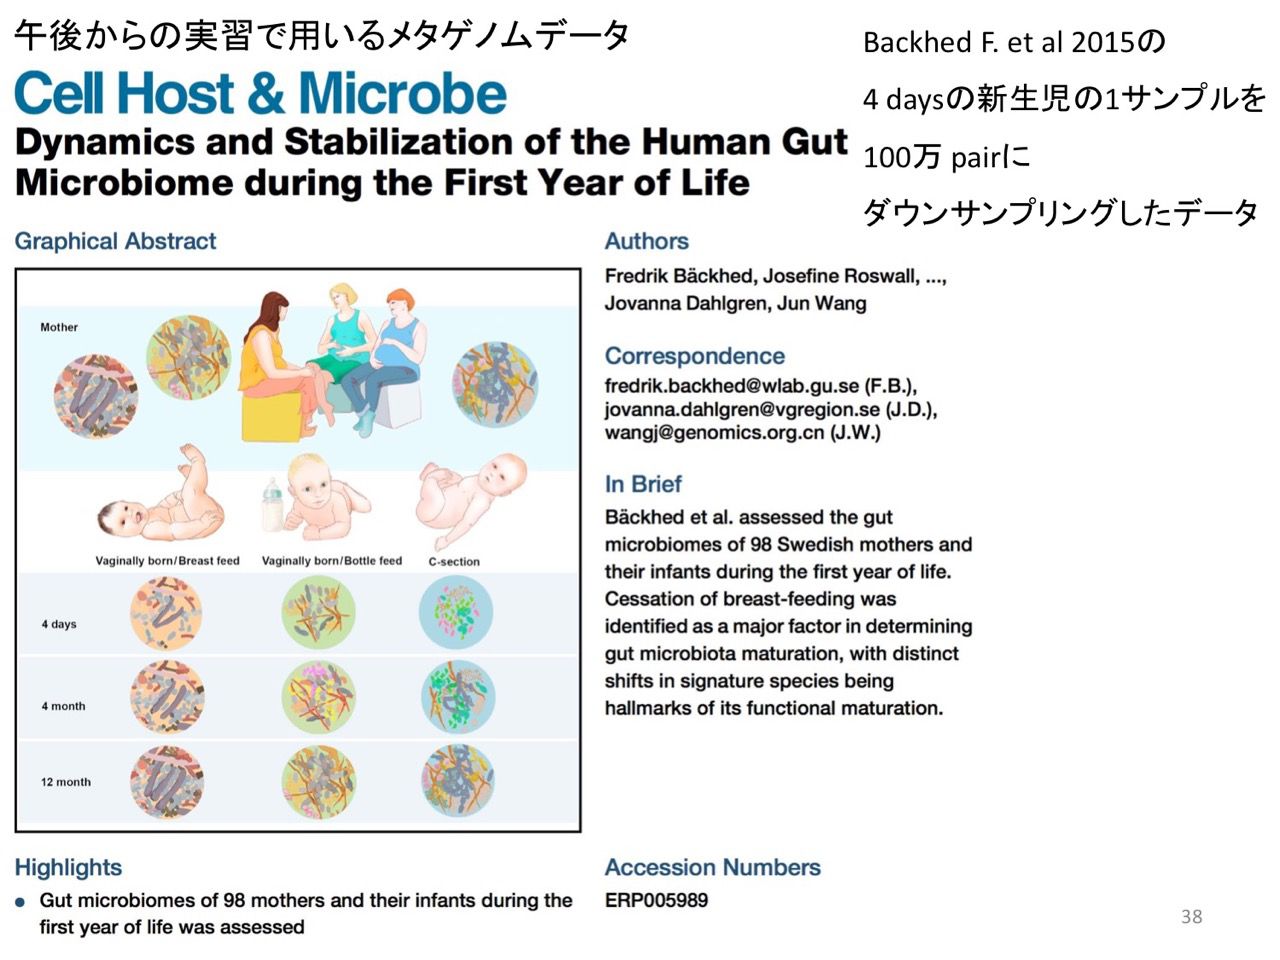 午後からの実習で用いるメタゲノムデータ
Cell Host & Microbe
Dynamics and Stabilization of the Human Gut
Microbiome during the First Year of Life
Backhed F. et al 2015の
4 daysの新生児の1サンプルを
100万 pairに
ダウンサンプリングしたデータ
Graphical Abstract
Mother
Vaginally born/Breast feed
Vaginally born/Bottle feed
C-section
4 days
4 month
12 month
Authors
Fredrik Bäckhed, Josefine Roswall, ...,
Jovanna Dahlgren, Jun Wang
Correspondence
fredrik.backhed@wlab.gu.se (F.B.),
jovanna.dahlgren@vgregion.se (J.D.),
wangj@genomics.org.cn (J.W.)
In Brief
Bäckhed et al. assessed the gut
microbiomes of 98 Swedish mothers and
their infants during the first year of life.
Cessation of breast-feeding was
identified as a major factor in determining
gut microbiota maturation, with distinct
shifts in signature species being
hallmarks of its functional maturation.
Highlights
• Gut microbiomes of 98 mothers and their infants during the
first year of life was assessed
Accession Numbers
ERP005989
38